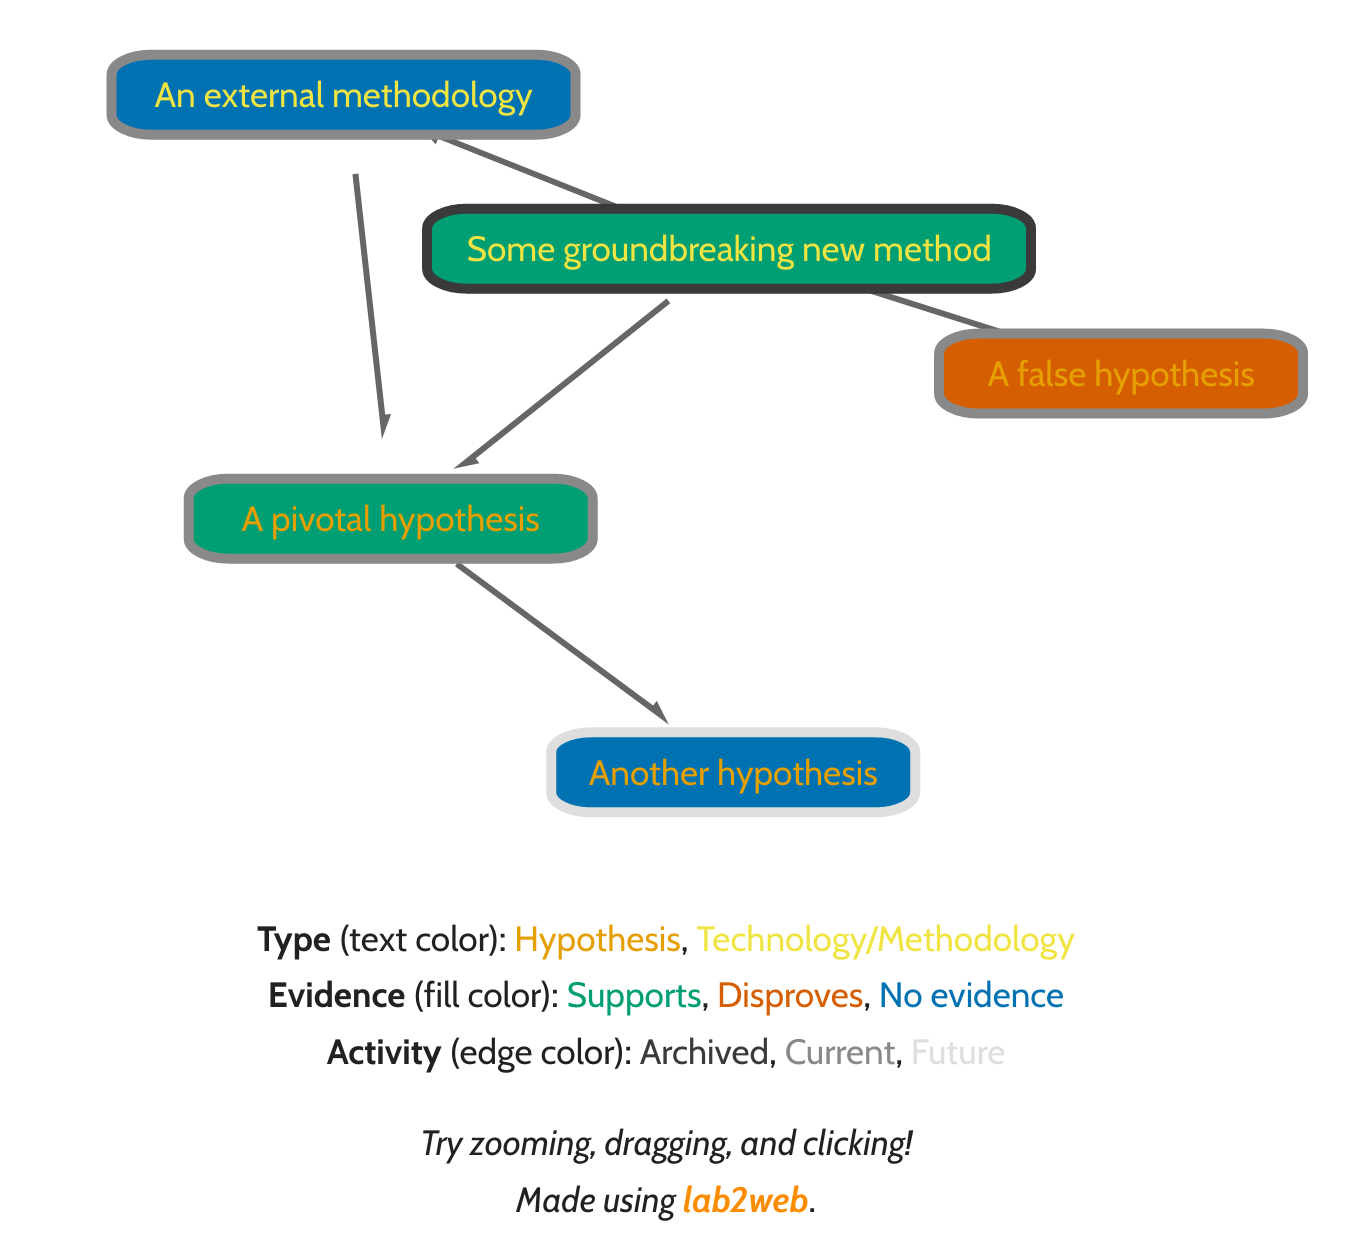 An external methodology
Some groundbreaking new method
A false hypothesis
A pivotal hypothesis
Another hypothesis
Type (text color): Hypothesis, Technology/Methodology
Evidence (fill color): Supports, Disproves, No evidence
Activity (edge color): Archived, Current, Future
Try zooming, dragging, and clicking!
Made using lab2web.